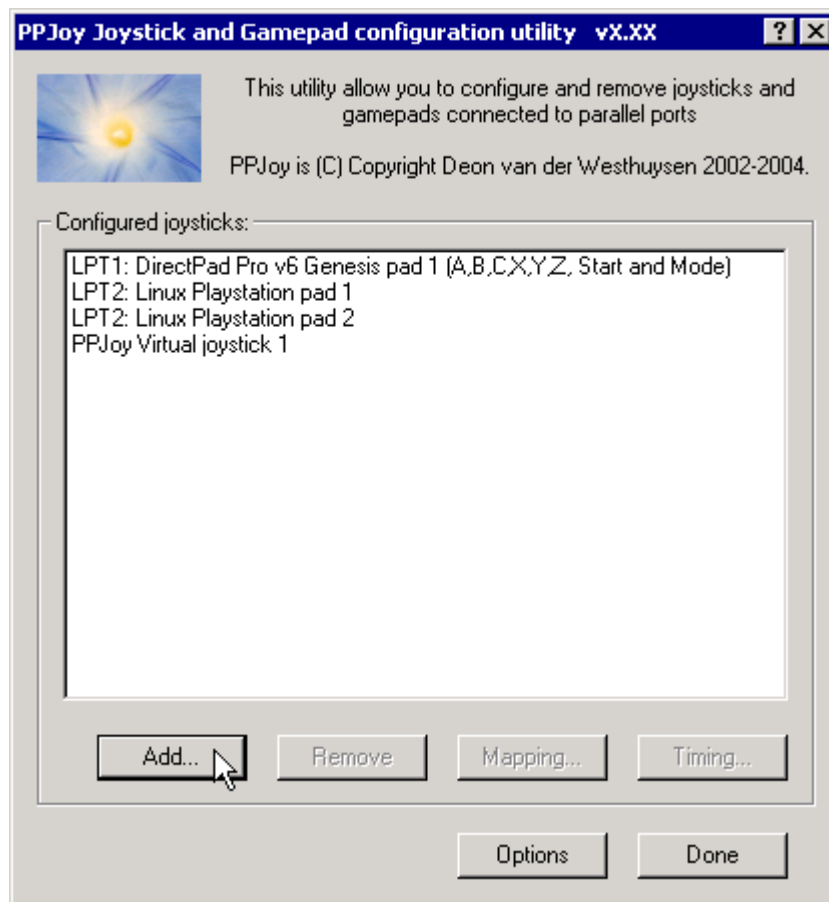 PPJoy Joystick and Gamepad configuration utility vX.XX
This utility allow you to configure and remove joysticks and
gamepads connected to parallel ports
PPJoy is (C) Copyright Deon van der Westhuysen 2002-2004.
Configured joysticks:
LPT1: DirectPad Pro v6 Genesis pad 1 (A,B,C,X,Y,Z, Start and Mode)
LPT2: Linux Playstation pad 1
LPT2: Linux Playstation pad 2
PPJoy Virtual joystick 1
Add... Remove Mapping... Timing...
Options Done